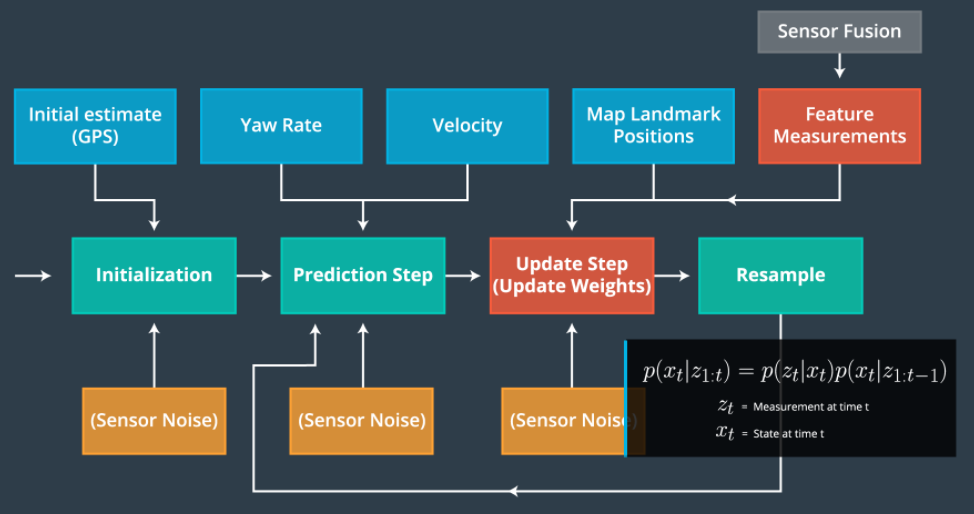 Sensor Fusion
Initial estimate
(GPS)
Yaw Rate
Velocity
Map Landmark
Positions
Feature
Measurements
Initialization
Prediction Step
Update Step
(Update Weights)
Resample
(Sensor Noise)
(Sensor Noise)
(Sensor Noise)
p(x_t|z_{1:t}) = p(z_t|x_t)p(x_t|z_{1:t−1})
z_t = Measurement at time t
x_t = State at time t